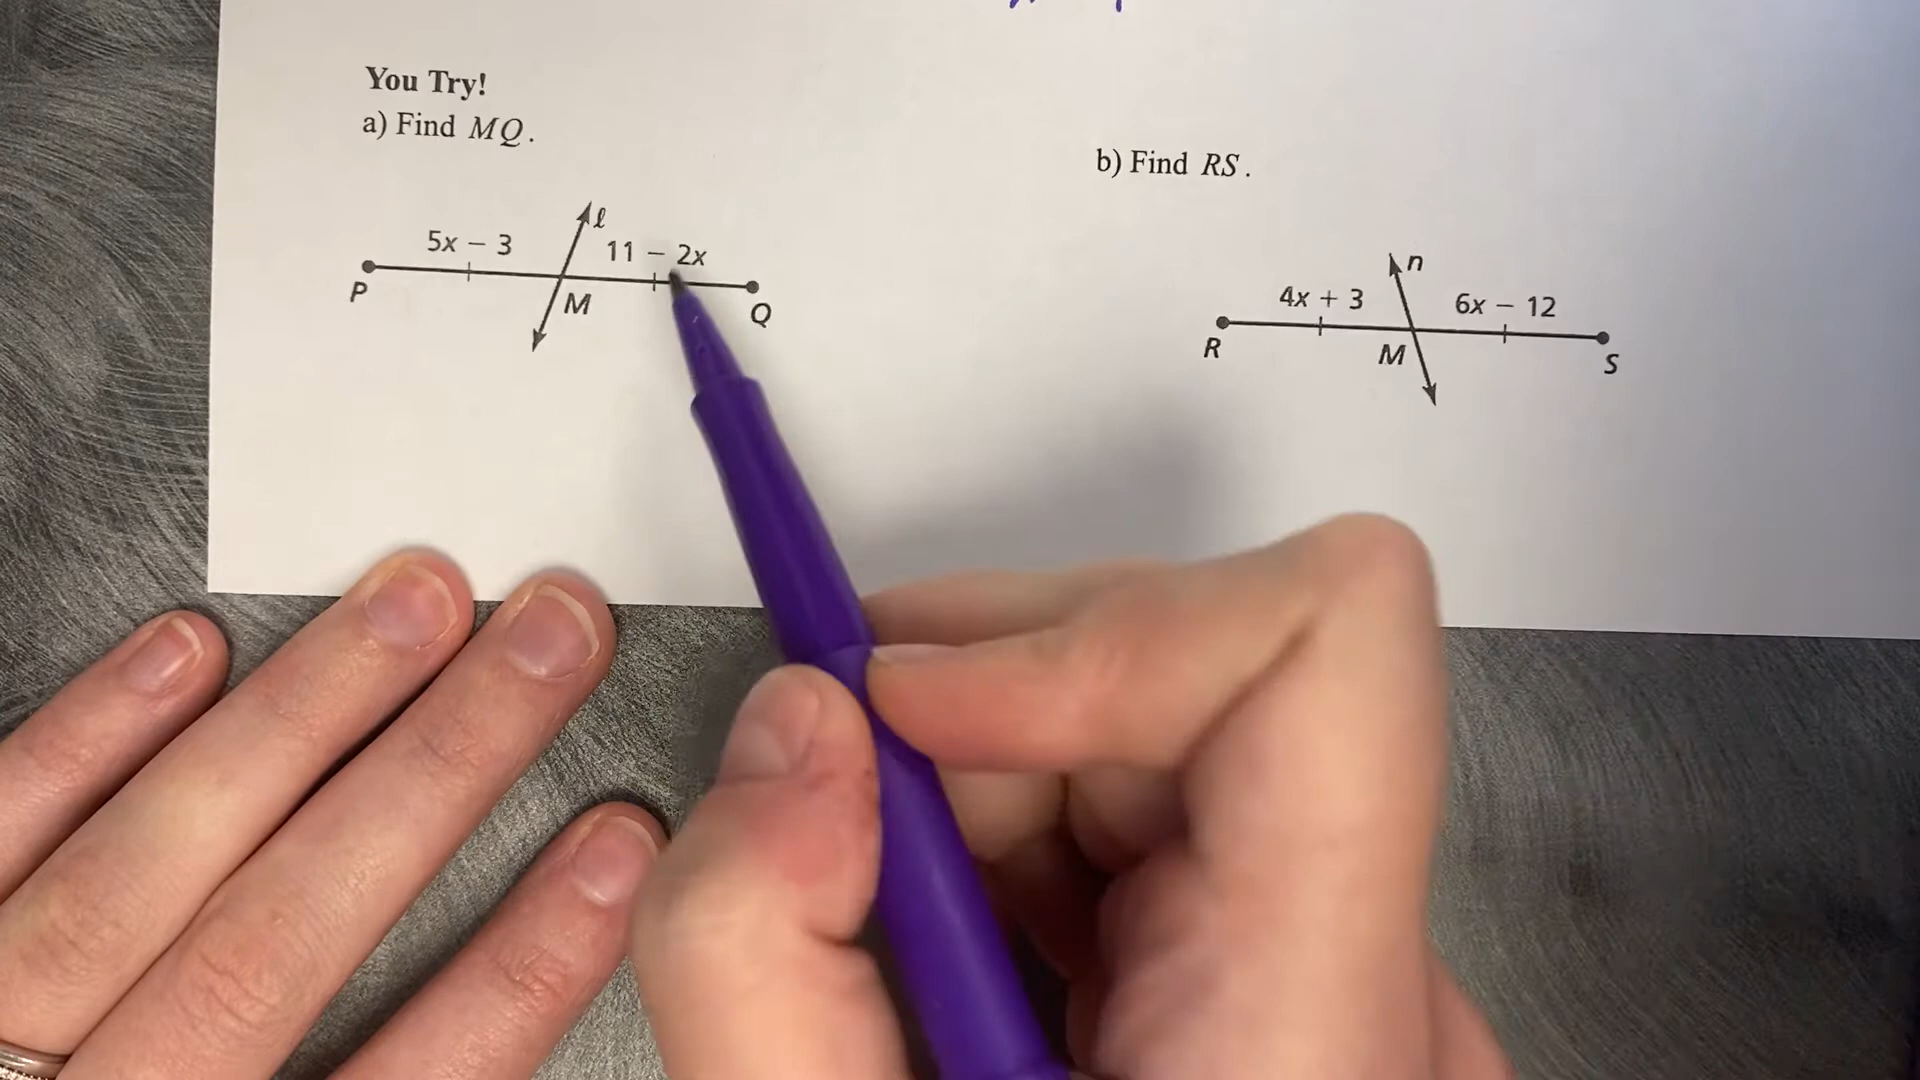 You Try!
a) Find MQ.
5x − 3
ℓ
11 − 2x
P
M
Q
b) Find RS.
n
4x + 3
6x − 12
R
M
S